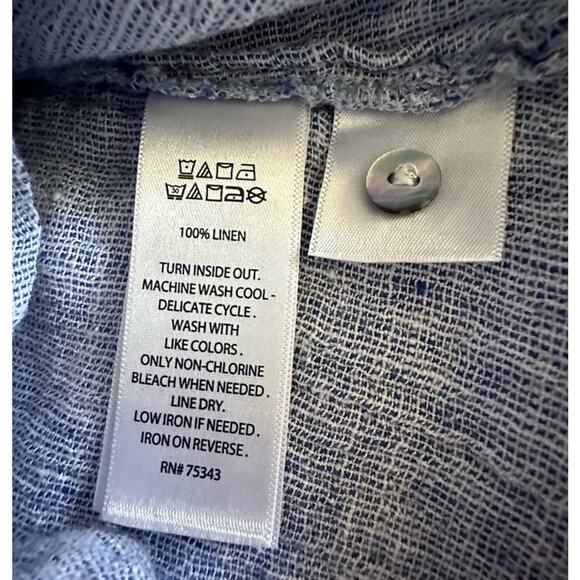 30
100% LINEN
TURN INSIDE OUT.
MACHINE WASH COOL -
DELICATE CYCLE .
WASH WITH
LIKE COLORS .
ONLY NON-CHLORINE
BLEACH WHEN NEEDED .
LINE DRY.
LOW IRON IF NEEDED .
IRON ON REVERSE .
RN# 75343